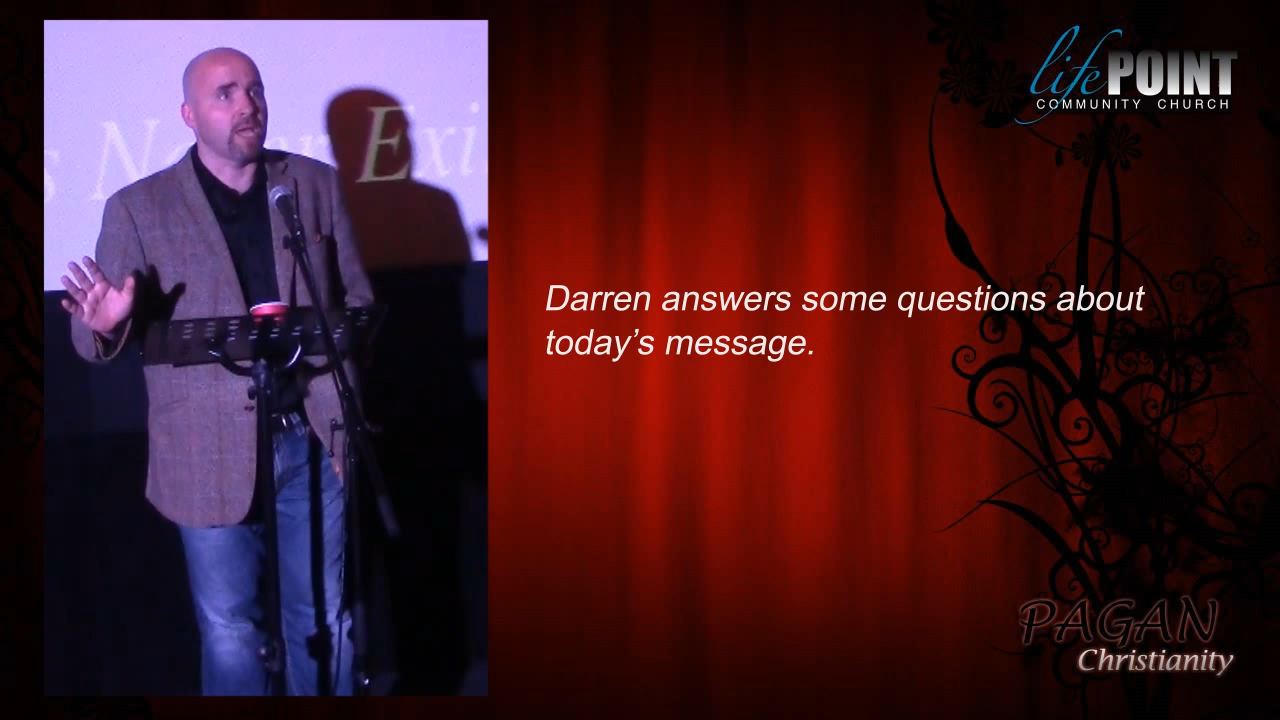 life POINT
COMMUNITY CHURCH
Darren answers some questions about
today's message.
PAGAN
Christianity